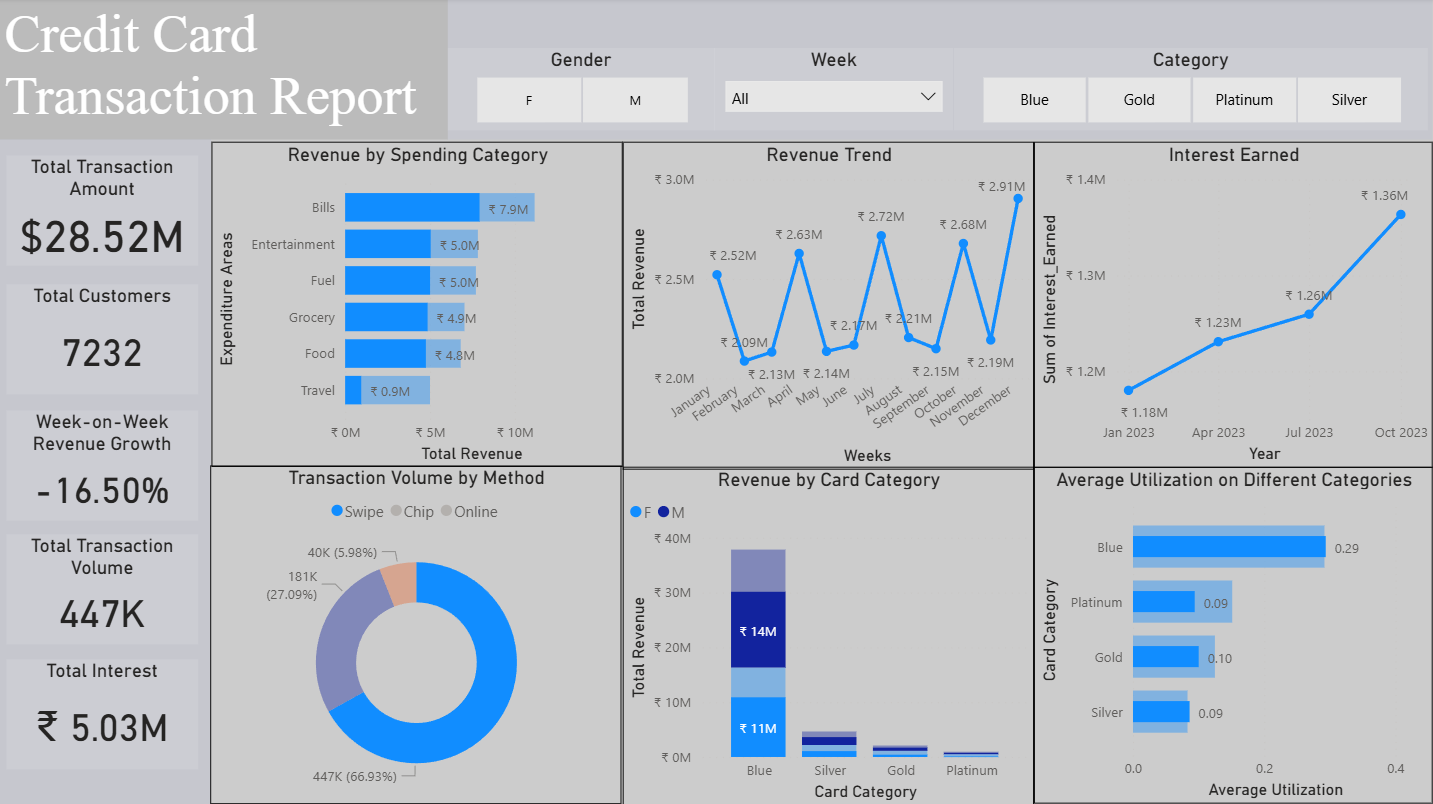 Credit Card
Transaction Report
Gender
F
M
Week
All
Category
Blue
Gold
Platinum
Silver
Total Transaction
Amount
$28.52M
Total Customers
7232
Week-on-Week
Revenue Growth
-16.50%
Total Transaction
Volume
447K
Total Interest
₹ 5.03M
Revenue by Spending Category
Expenditure Areas
Bills
₹ 7.9M
Entertainment
₹ 5.0M
Fuel
₹ 5.0M
Grocery
₹ 4.9M
Food
₹ 4.8M
Travel
₹ 0.9M
₹ 0M
₹ 5M
₹ 10M
Total Revenue
Revenue Trend
Total Revenue
₹ 3.0M
₹ 2.5M
₹ 2.0M
₹ 2.52M
₹ 2.09M
₹ 2.13M
₹ 2.63M
₹ 2.14M
₹ 2.17M
₹ 2.72M
₹ 2.21M
₹ 2.15M
₹ 2.68M
₹ 2.19M
₹ 2.91M
January
February
March
April
May
June
July
August
September
October
November
December
Weeks
Interest Earned
Sum of Interest_Earned
₹ 1.4M
₹ 1.3M
₹ 1.2M
₹ 1.18M
₹ 1.23M
₹ 1.26M
₹ 1.36M
Jan 2023
Apr 2023
Jul 2023
Oct 2023
Year
Transaction Volume by Method
Swipe
Chip
Online
40K (5.98%)
181K
(27.09%)
447K (66.93%)
Revenue by Card Category
F
M
Total Revenue
₹ 40M
₹ 30M
₹ 20M
₹ 10M
₹ 0M
₹ 14M
₹ 11M
Blue
Silver
Gold
Platinum
Card Category
Average Utilization on Different Categories
Card Category
Blue
0.29
Platinum
0.09
Gold
0.10
Silver
0.09
0.0
0.2
0.4
Average Utilization